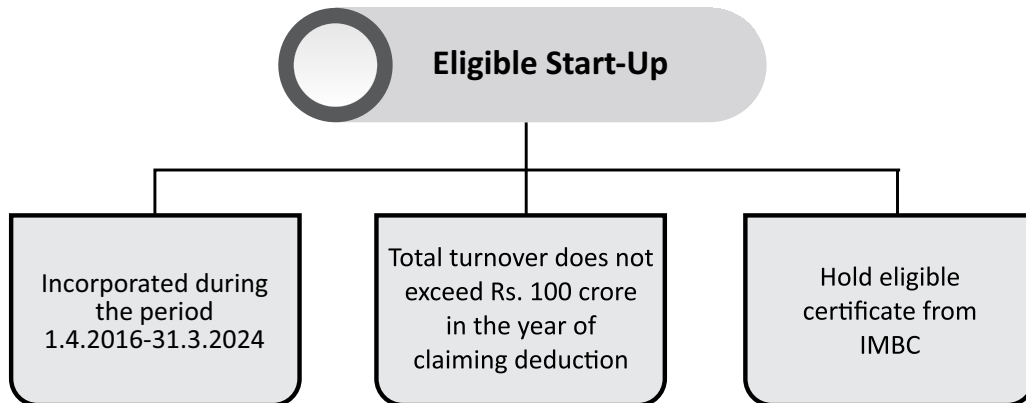 Eligible Start-Up
Incorporated during
the period
1.4.2016-31.3.2024
Total turnover does not
exceed Rs. 100 crore
in the year of
claiming deduction
Hold eligible
certificate from
IMBC